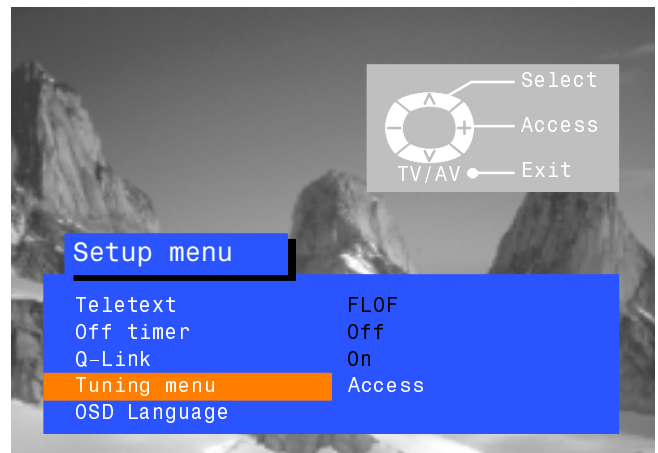 Select
Access
TV/AV Exit
Setup menu
Teletext FLOF
Off timer Off
Q-Link On
Tuning menu Access
OSD Language